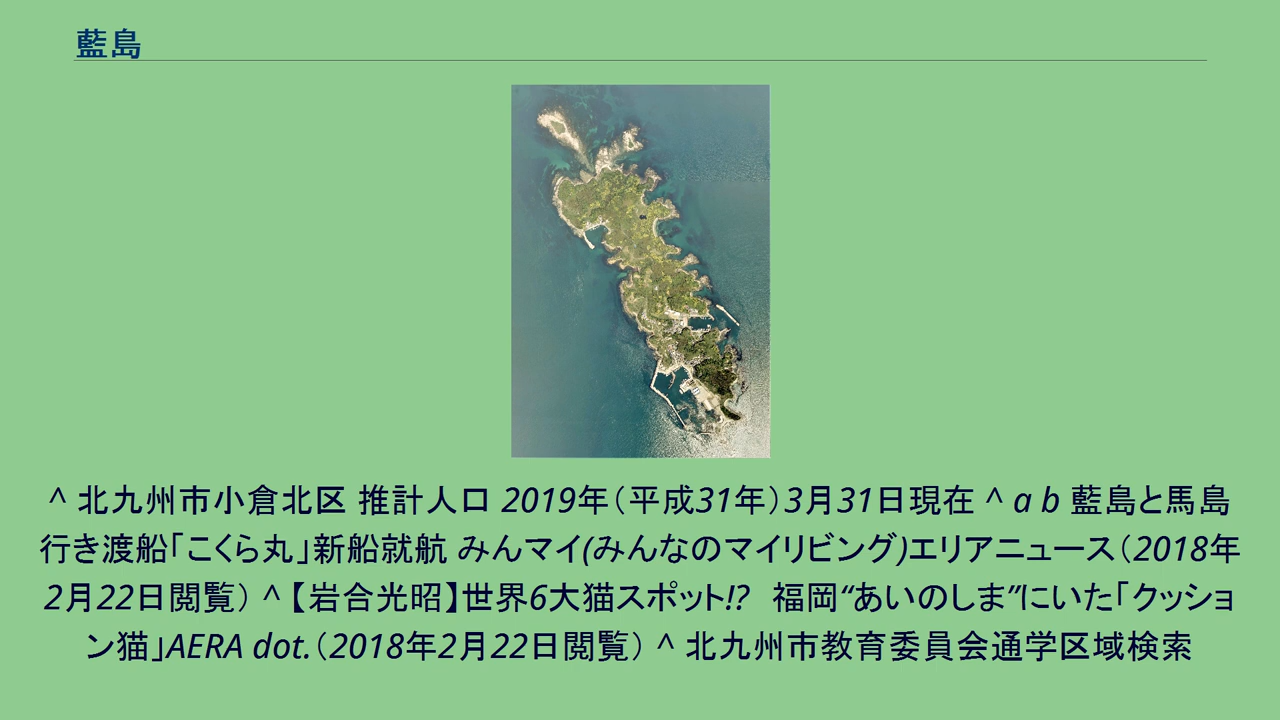 藍島
^ 北九州市小倉北区 推計人口 2019年（平成31年）3月31日現在 ^ a b 藍島と馬島
行き渡船「こくら丸」新船就航 みんマイ(みんなのマイリビング)エリアニュース（2018年
2月22日閲覧） ^ 【岩合光昭】世界6大猫スポット!?　福岡“あいのしま”にいた「クッショ
ン猫」AERA dot.（2018年2月22日閲覧） ^ 北九州市教育委員会通学区域検索